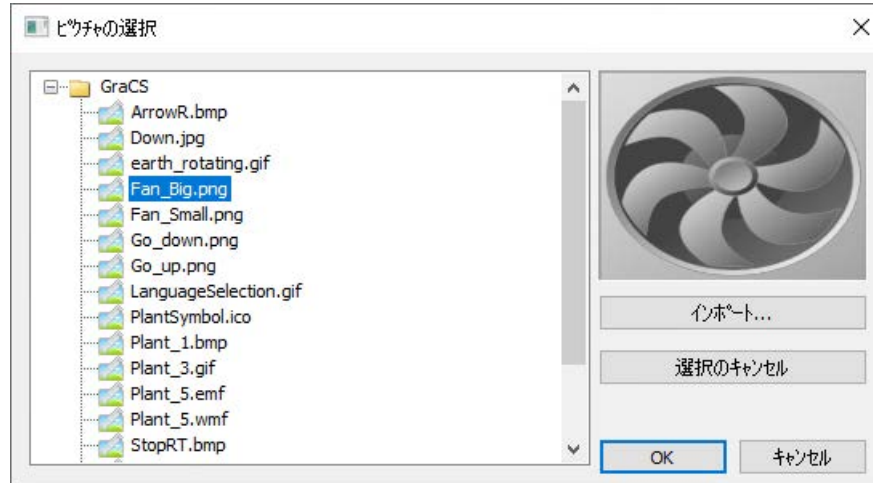 ピクチャの選択
GraCS
ArrowR.bmp
Down.jpg
earth_rotating.gif
Fan_Big.png
Fan_Small.png
Go_down.png
Go_up.png
LanguageSelection.gif
PlantSymbol.ico
Plant_1.bmp
Plant_3.gif
Plant_5.emf
Plant_5.wmf
StopRT.bmp
インポート...
選択のキャンセル
OK
キャンセル